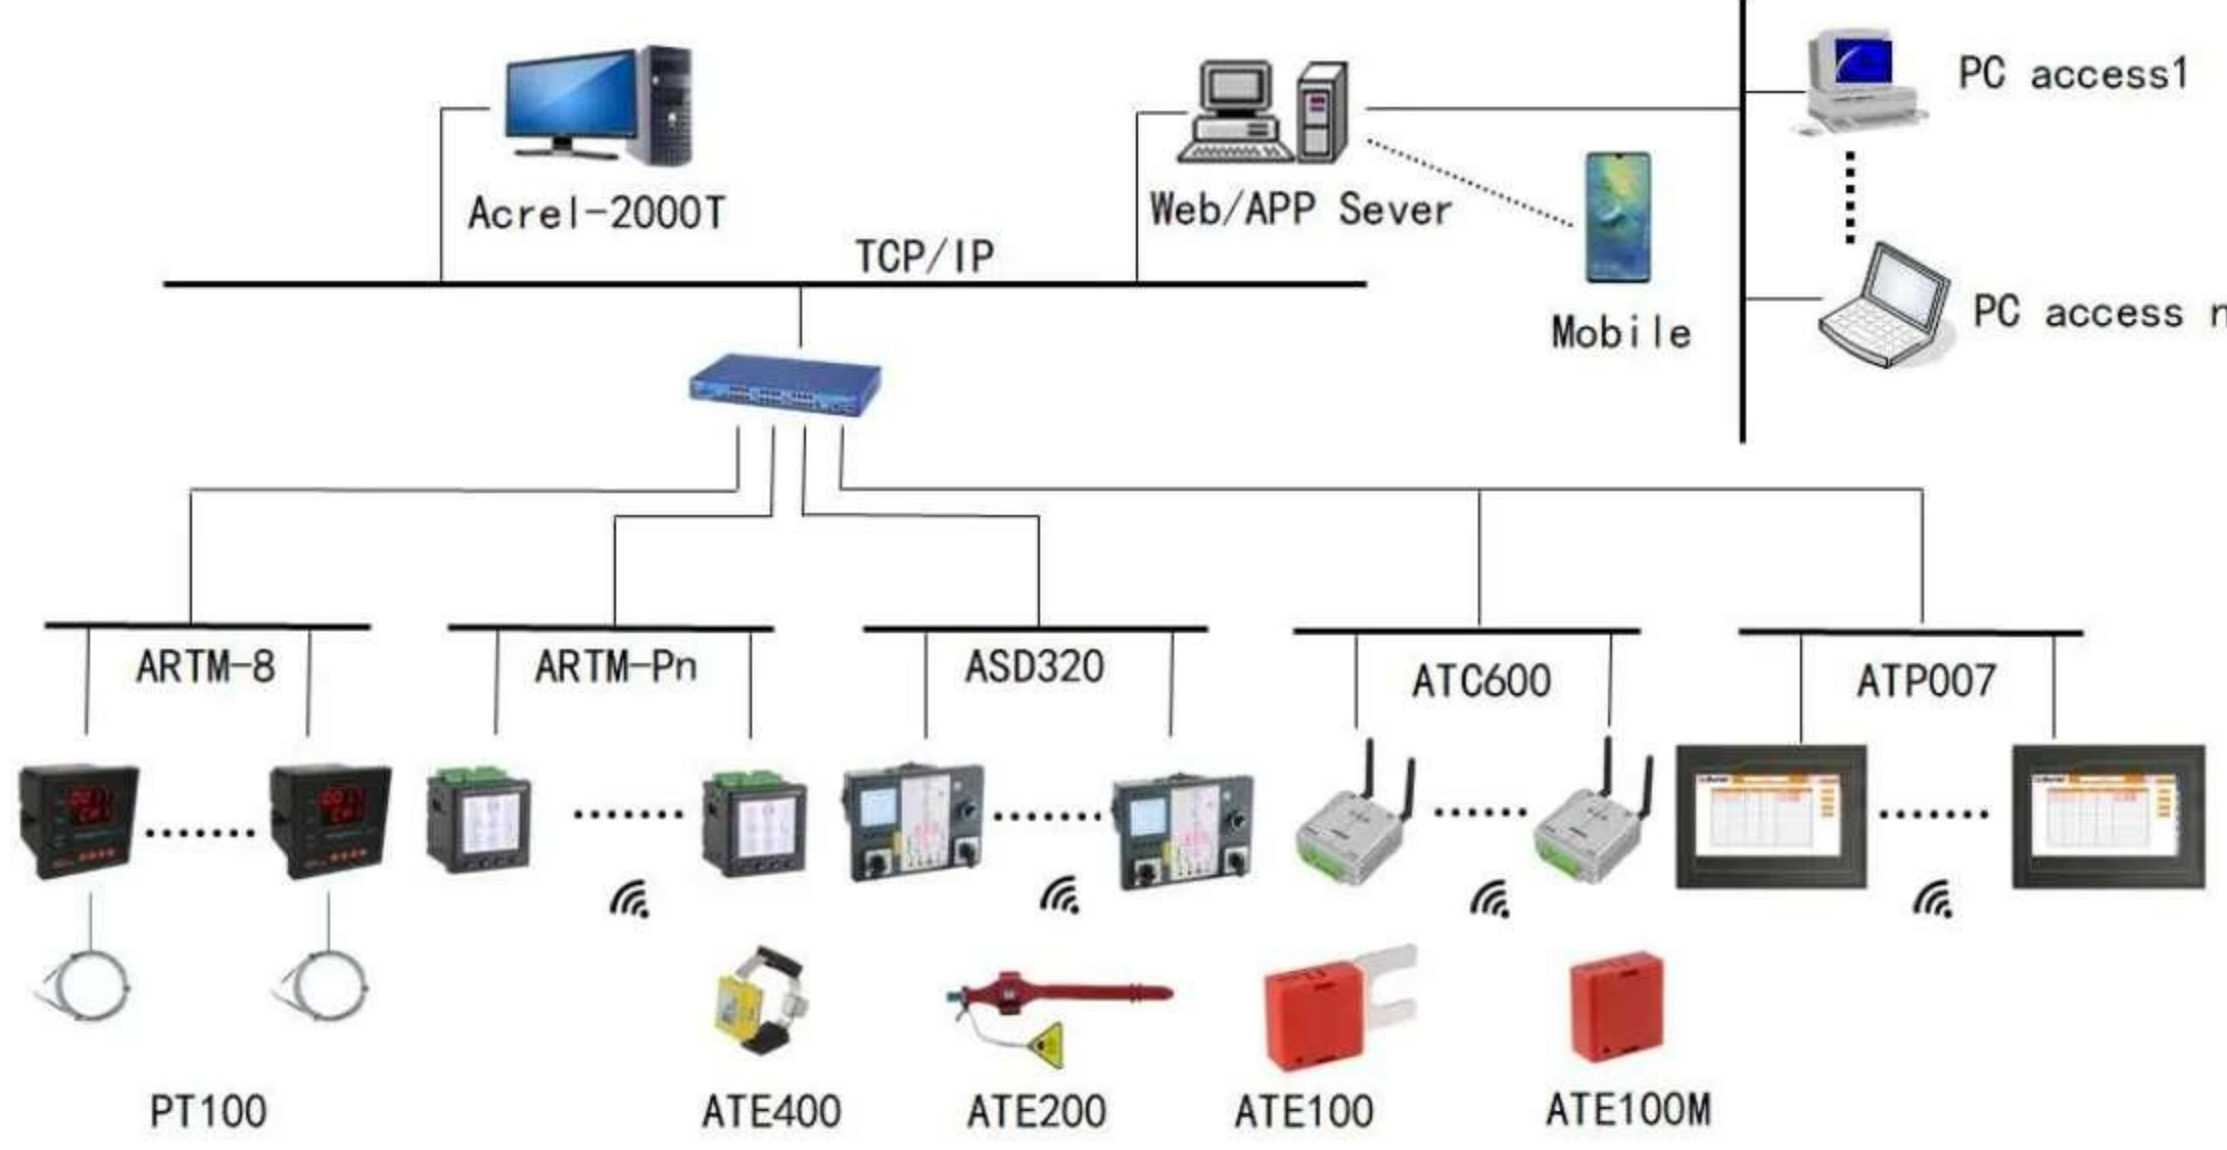 PC access1
Acrel-2000T
Web/APP Sever
TCP/IP
Mobile
PC access n
ARTM-8
ARTM-Pn
ASD320
ATC600
ATP007
PT100
ATE400
ATE200
ATE100
ATE100M